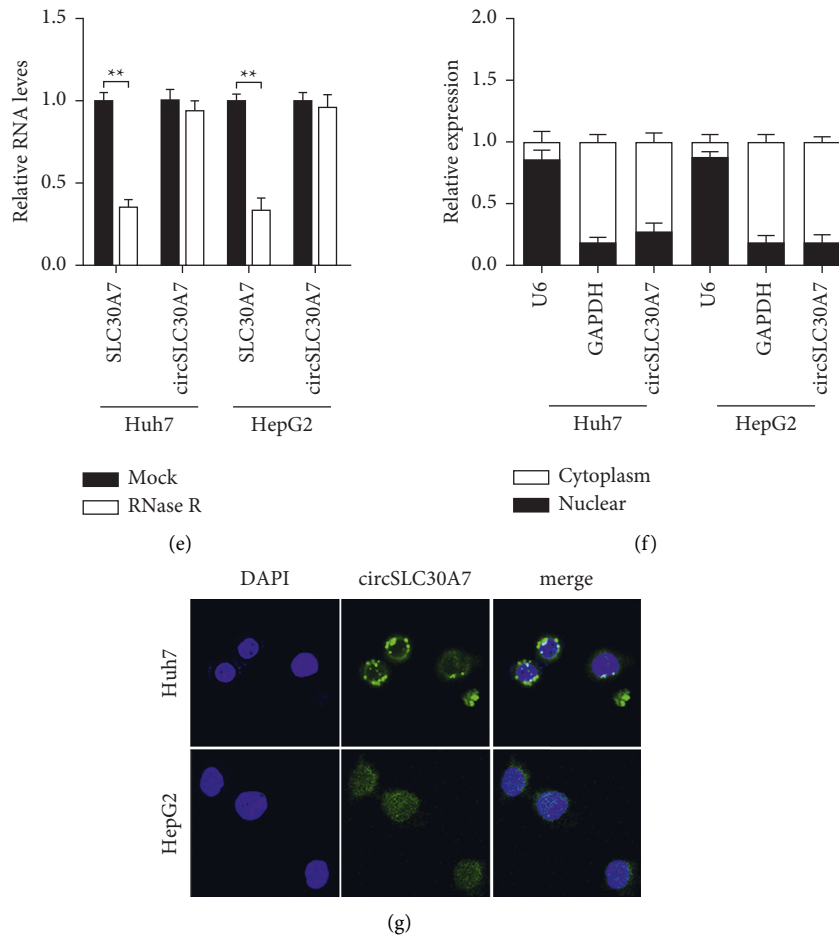 Relative RNA leves
1.5
1.0
0.5
0.0
**
**
SLC30A7
circSLC30A7
SLC30A7
circSLC30A7
Huh7
HepG2
Mock
RNase R
(e)
Relative expression
2.0
1.5
1.0
0.5
0.0
U6
GAPDH
circSLC30A7
U6
GAPDH
circSLC30A7
Huh7
HepG2
Cytoplasm
Nuclear
(f)
DAPI
circSLC30A7
merge
Huh7
HepG2
(g)